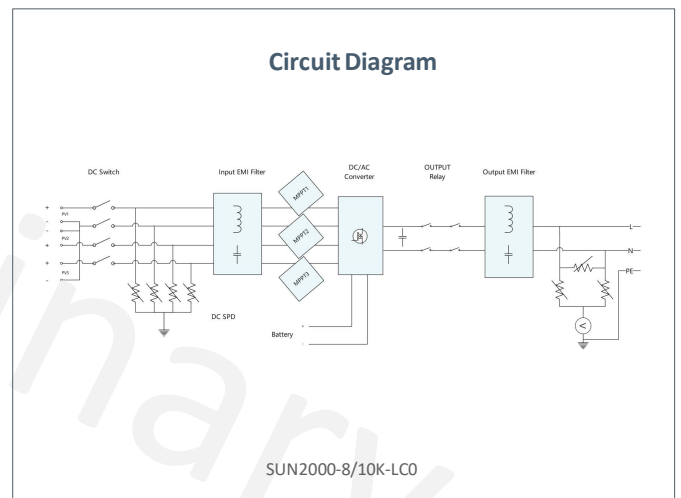 Circuit Diagram
DC Switch
Input EMI Filter
DC/AC
Converter
OUTPUT
Relay
Output EMI Filter
MPPT1
MPPT2
MPPT3
+
PV1
-
-
PV2
+
+
PV3
-
L
N
PE
DC SPD
Battery
+
-
V
SUN2000-8/10K-LC0
inary